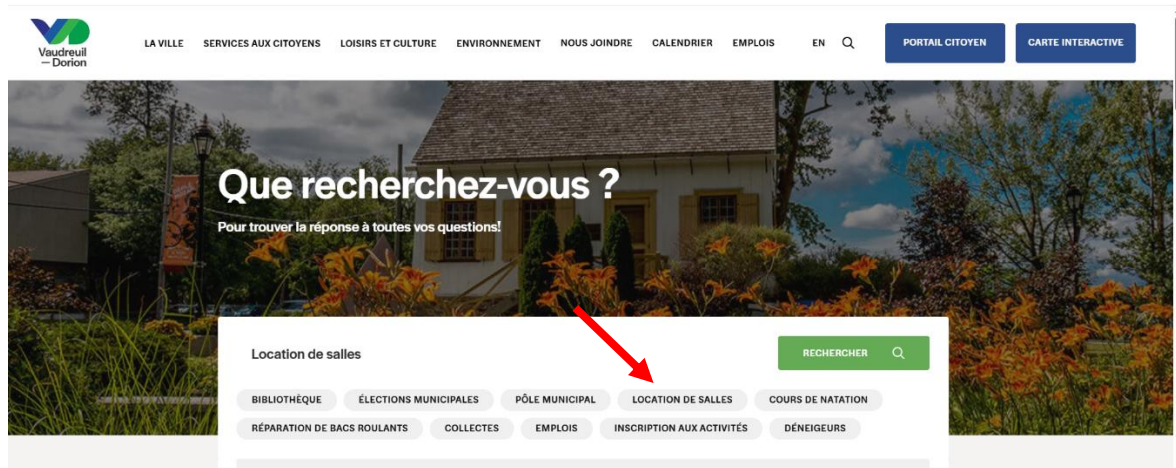 Vaudreuil
— Dorion
LA VILLE SERVICES AUX CITOYENS LOISIRS ET CULTURE ENVIRONNEMENT NOUS JOINDRE CALENDRIER EMPLOIS EN PORTAIL CITOYEN CARTE INTERACTIVE
Que recherchez-vous ?
Pour trouver la réponse à toutes vos questions!
Location de salles RECHERCHER
BIBLIOTHÈQUE ÉLECTIONS MUNICIPALES PÔLE MUNICIPAL LOCATION DE SALLES COURS DE NATATION
RÉPARATION DE BACS ROULANTS COLLECTES EMPLOIS INSCRIPTION AUX ACTIVITÉS DÉNEIGEURS